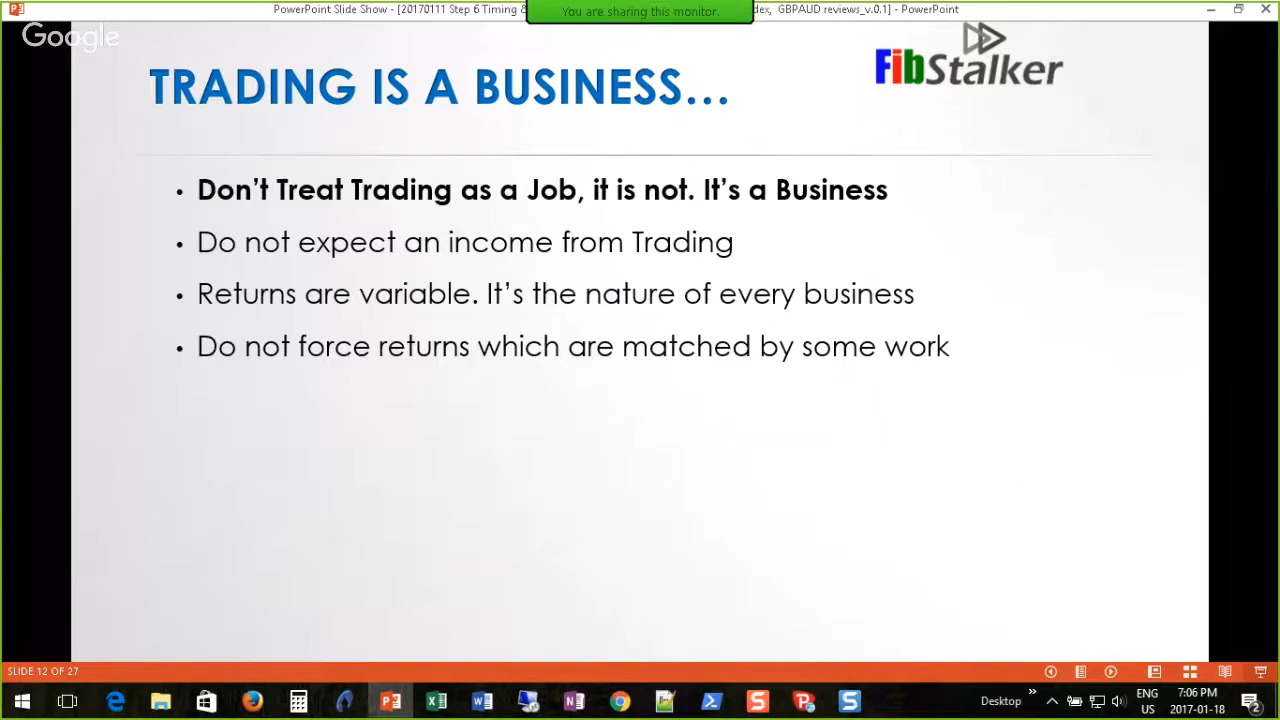 PowerPoint Slide Show - [20170111 Step 6 Timing &
You are sharing this monitor.
dex, GBPAUD reviews_v.0.1] - PowerPoint
Google
FibStalker
TRADING IS A BUSINESS…
• Don’t Treat Trading as a Job, it is not. It’s a Business
• Do not expect an income from Trading
• Returns are variable. It’s the nature of every business
• Do not force returns which are matched by some work
SLIDE 12 OF 27
Desktop
ENG
US
7:06 PM
2017-01-18
2